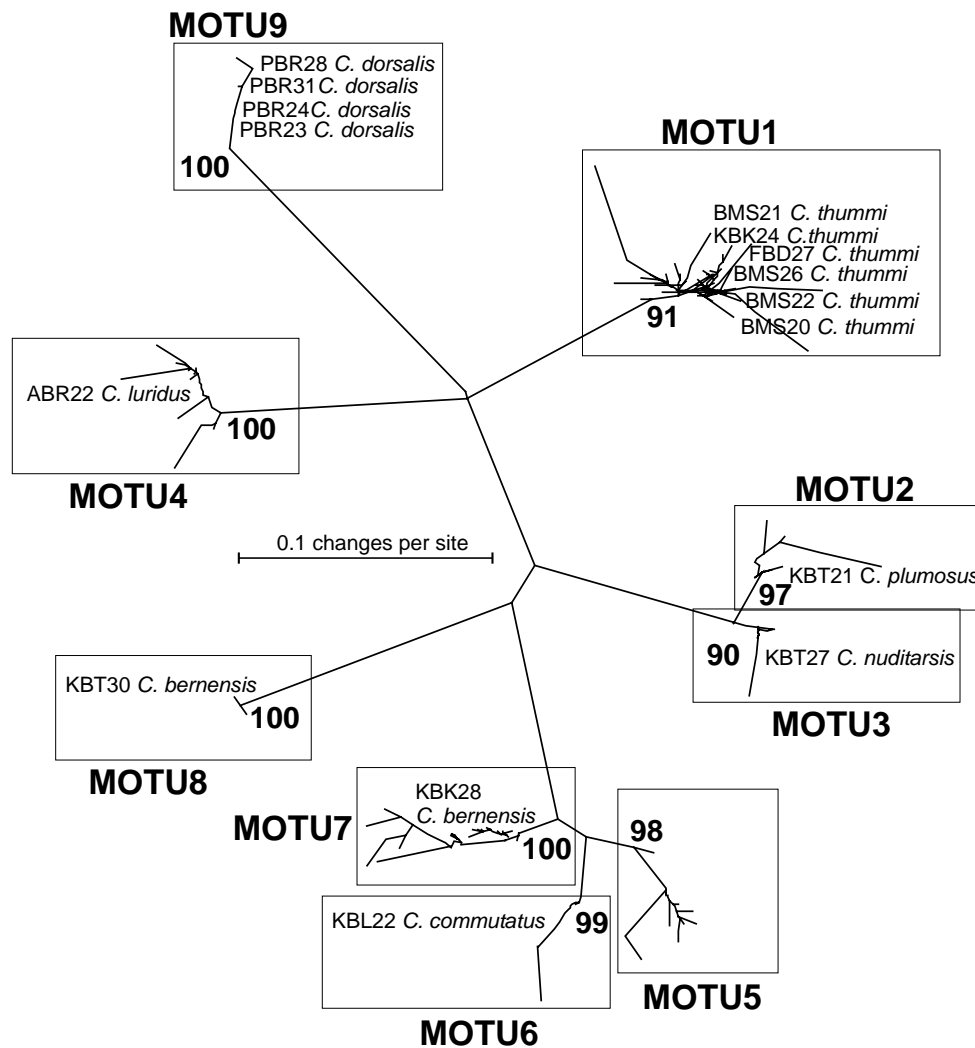 MOTU9
PBR28 C. dorsalis
PBR31 C. dorsalis
PBR24 C. dorsalis
PBR23 C. dorsalis
100
MOTU1
BMS21 C. thummi
KBK24 C.thummi
FBD27 C. thummi
BMS26 C. thummi
BMS22 C. thummi
91
BMS20 C. thummi
ABR22 C. luridus
100
MOTU4
MOTU2
0.1 changes per site
KBT21 C. plumosus
97
90
KBT27 C. nuditarsis
MOTU3
KBT30 C. bernensis
100
MOTU8
KBK28
C. bernensis
MOTU7
100
98
KBL22 C. commutatus
99
MOTU5
MOTU6